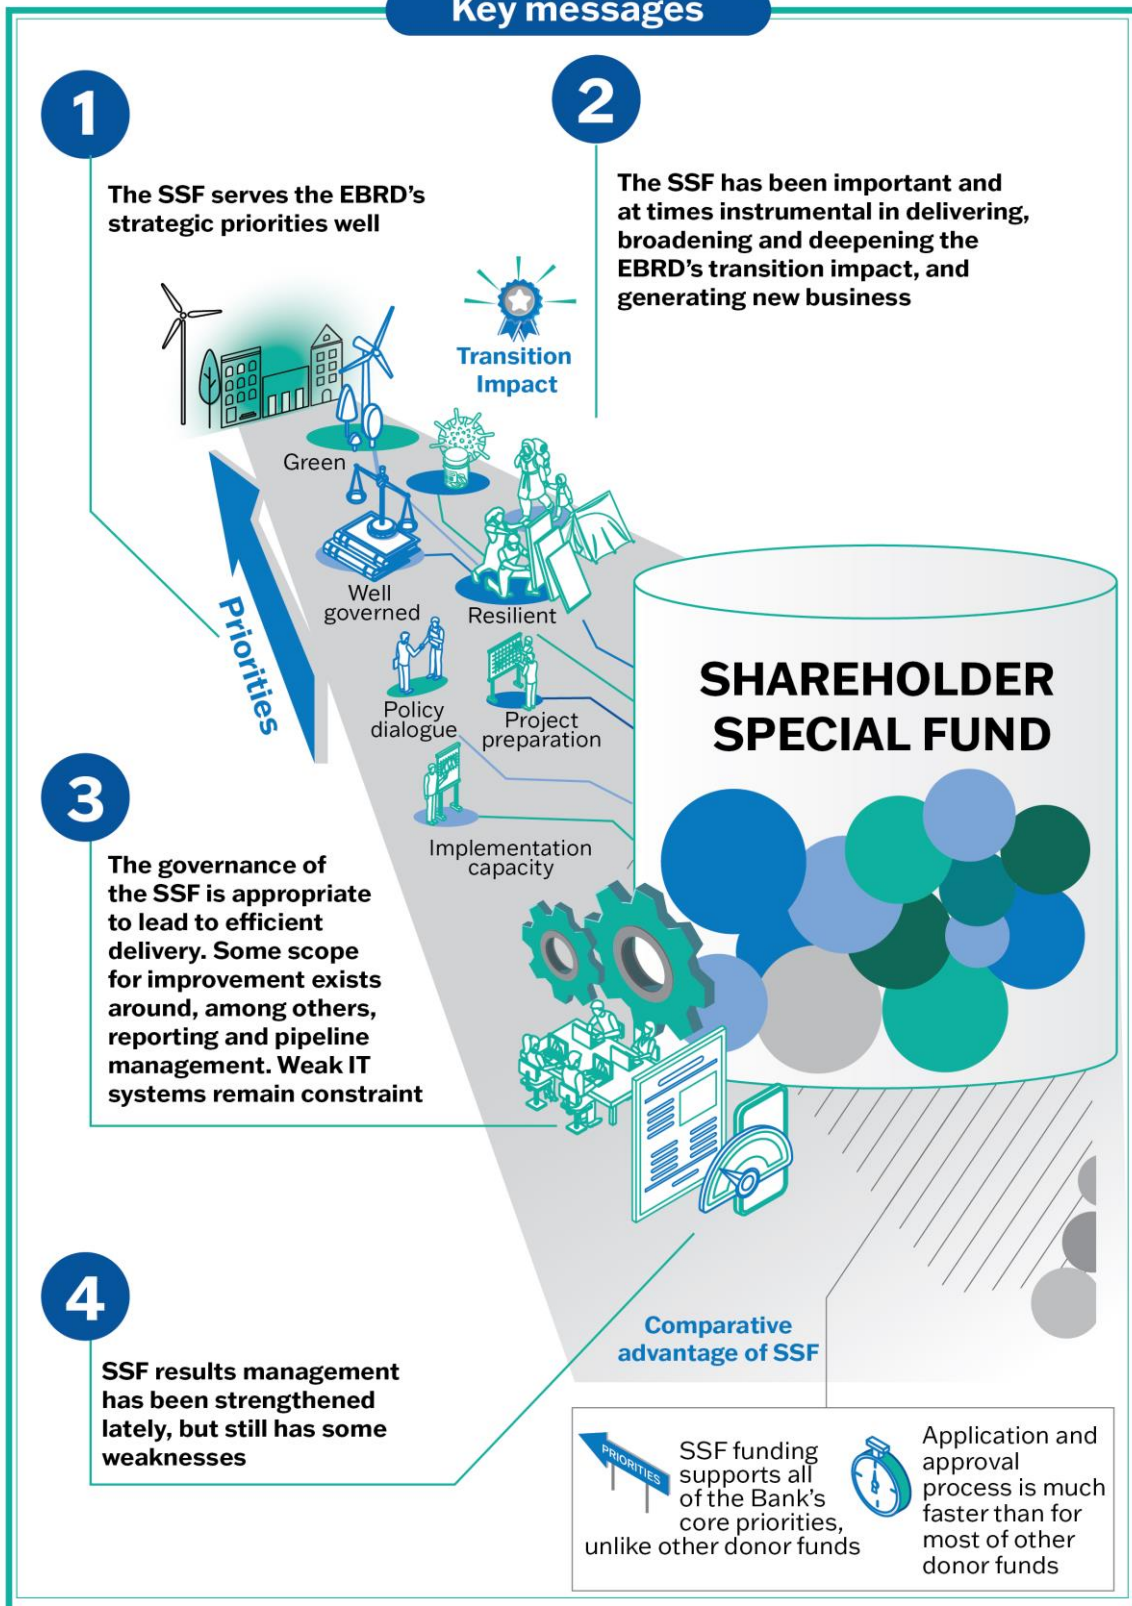 Key messages
1
The SSF serves the EBRD's
strategic priorities well
2
The SSF has been important and
at times instrumental in delivering,
broadening and deepening the
EBRD's transition impact, and
generating new business
Transition
Impact
Green
Well
governed
Resilient
Priorities
Policy
dialogue
Project
preparation
Implementation
capacity
SHAREHOLDER
SPECIAL FUND
3
The governance of
the SSF is appropriate
to lead to efficient
delivery. Some scope
for improvement exists
around, among others,
reporting and pipeline
management. Weak IT
systems remain constraint
4
SSF results management
has been strengthened
lately, but still has some
weaknesses
Comparative
advantage of SSF
PRIORITIES
SSF funding
supports all
of the Bank's
core priorities,
unlike other donor funds
Application and
approval
process is much
faster than for
most of other
donor funds